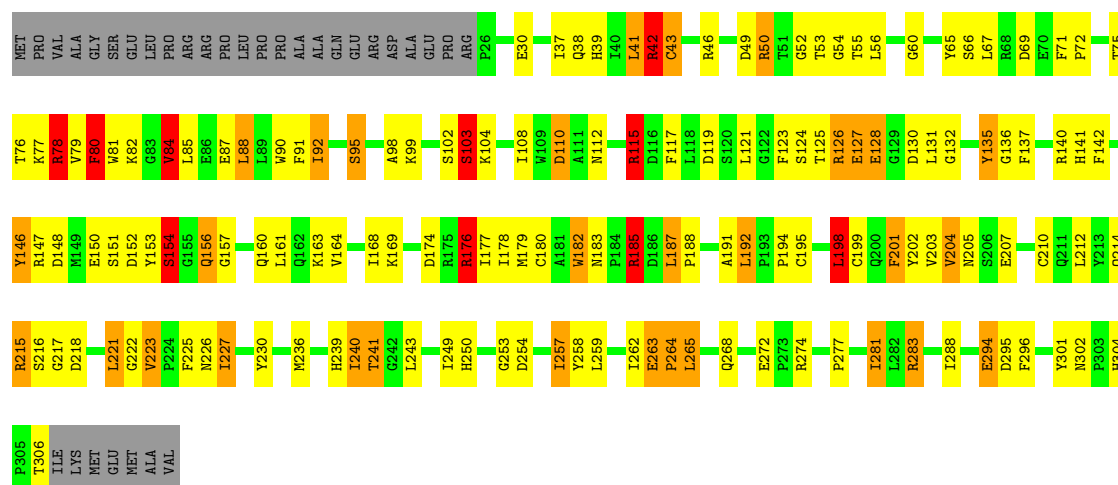 MET PRO VAL ALA GLY SER GLU LEU PRO ARG ARG PRO LEU PRO PRO ALA ALA GLN GLU ARG ASP ALA GLU PRO ARG P26 E30 I37 Q38 H39 I40 L41 R42 C43 R46 D49 R50 T51 G52 T53 G54 T55 L56 G60 Y65 S66 L67 R68 D69 E70 F71 P72 T75
T76 K77 R78 V79 F80 W81 K82 G83 V84 L85 E86 E87 L88 L89 W90 F91 I92 S95 A98 K99 S102 S103 K104 I108 W109 D110 A111 N112 R115 D116 F117 L118 D119 S120 L121 G122 F123 S124 T125 R126 E127 E128 G129 D130 L131 G132 Y135 G136 F137 R140 H141 F142
Y146 R147 D148 M149 E150 S151 D152 Y153 S154 G155 Q156 G157 Q160 L161 Q162 K163 V164 I168 K169 D174 R175 R176 I177 I178 M179 C180 A181 W182 N183 P184 R185 D186 L187 P188 A191 L192 P193 P194 C195 L198 C199 Q200 F201 Y202 V203 V204 N205 S206 E207 C210 Q211 L212 Y213 Q214
R215 S216 G217 D218 L221 G222 V223 P224 F225 N226 I227 Y230 M236 H239 I240 T241 G242 L243 I249 H250 G253 D254 I257 Y258 L259 I262 E263 P264 L265 Q268 E272 P273 R274 P277 I281 L282 R283 I288 E294 D295 F296 Y301 N302 P303 H304
P305 T306 ILE LYS MET GLU MET ALA VAL